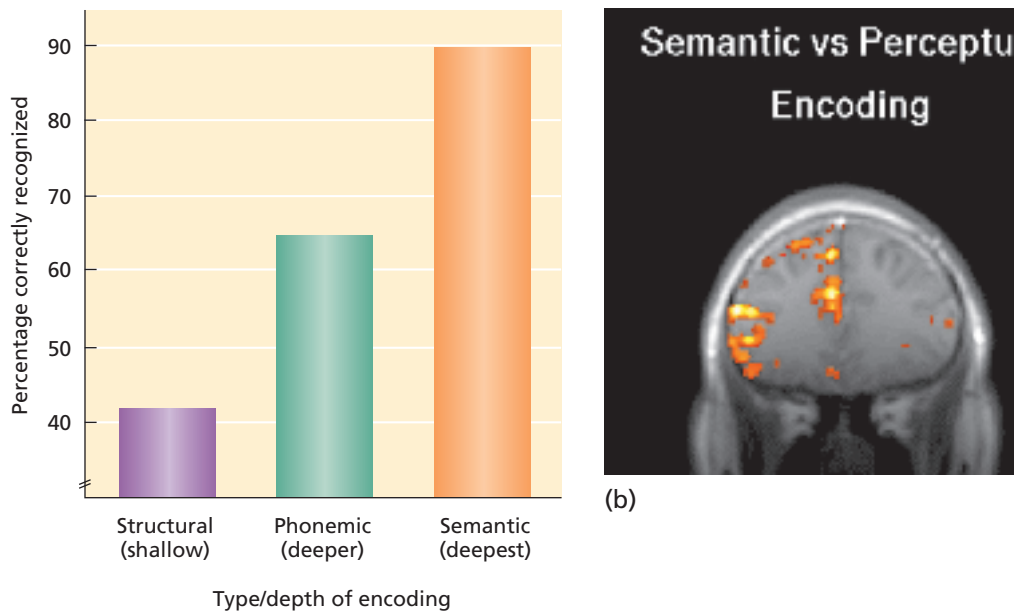 Percentage correctly recognized
90
80
70
60
50
40
Structural
(shallow)
Phonemic
(deeper)
Semantic
(deepest)
Type/depth of encoding
Semantic vs Perceptu
Encoding
(b)